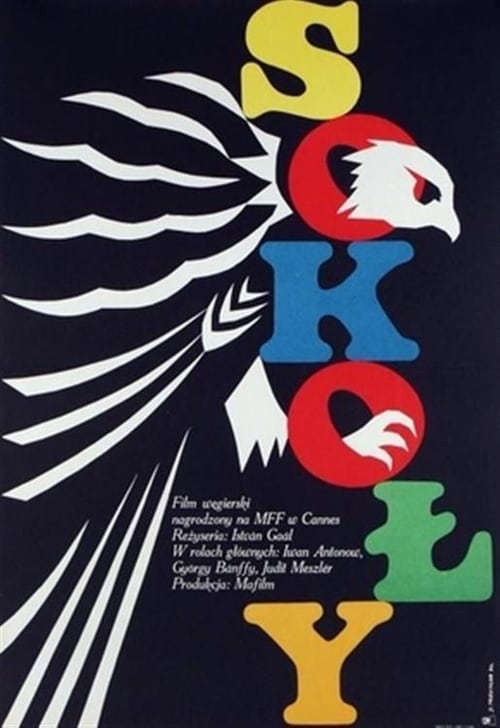 SOKOŁY
Film węgierski
nagrodzony na MFF w Cannes
Reżyseria: István Gaál
W rolach głównych: Iwan Antonow,
György Bánffy, Judit Meszlér
Produkcja: Mafilm